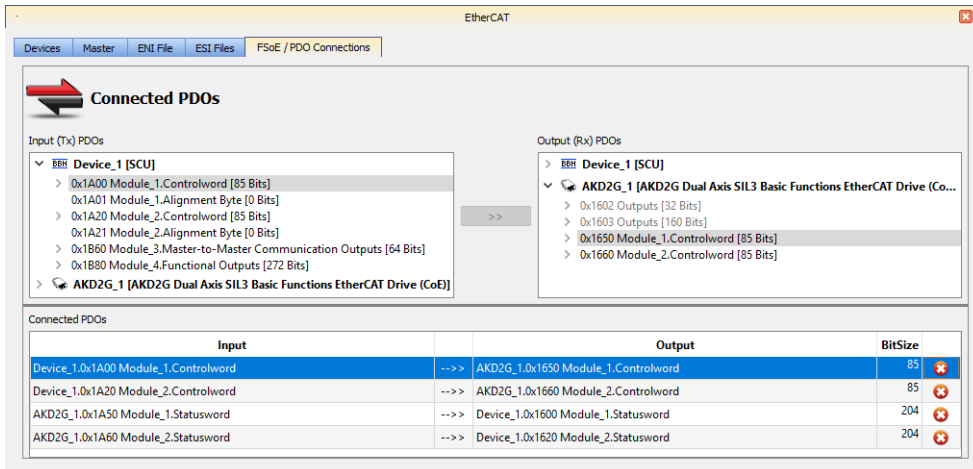 EtherCAT
Devices Master ENI File ESI Files FSoE / PDO Connections
Connected PDOs
Input (Tx) PDOs
BBH Device_1 [SCU]
0x1A00 Module_1.Controlword [85 Bits]
0x1A01 Module_1.Alignment Byte [0 Bits]
0x1A20 Module_2.Controlword [85 Bits]
0x1A21 Module_2.Alignment Byte [0 Bits]
0x1B60 Module_3.Master-to-Master Communication Outputs [64 Bits]
0x1B80 Module_4.Functional Outputs [272 Bits]
AKD2G_1 [AKD2G Dual Axis SIL3 Basic Functions EtherCAT Drive (CoE)]
>>
Output (Rx) PDOs
BBH Device_1 [SCU]
AKD2G_1 [AKD2G Dual Axis SIL3 Basic Functions EtherCAT Drive (Co...
0x1602 Outputs [32 Bits]
0x1603 Outputs [160 Bits]
0x1650 Module_1.Controlword [85 Bits]
0x1660 Module_2.Controlword [85 Bits]
Connected PDOs
Input Output BitSize
Device_1.0x1A00 Module_1.Controlword -->> AKD2G_1.0x1650 Module_1.Controlword 85
Device_1.0x1A20 Module_2.Controlword -->> AKD2G_1.0x1660 Module_2.Controlword 85
AKD2G_1.0x1A50 Module_1.Statusword -->> Device_1.0x1600 Module_1.Statusword 204
AKD2G_1.0x1A60 Module_2.Statusword -->> Device_1.0x1620 Module_2.Statusword 204